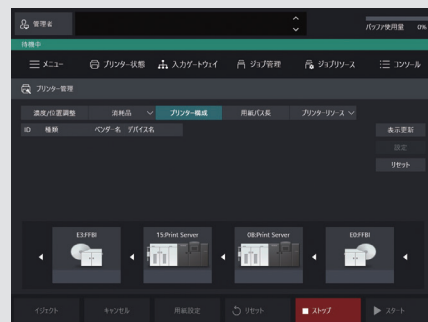 管理者
バッファ使用量 0%
待機中
メニュー プリンター状態 入力ゲートウェイ ジョブ管理 ジョブリソース コンソール
プリンター管理
濃度/位置調整 消耗品 プリンター構成 用紙パス長 プリンターリソース
ID 種類 ベンダー名 デバイス名 表示更新
設定
リセット
E3:FFBI 15:Print Server 08:Print Server E0:FFBI
イジェクト キャンセル 用紙設定 リセット ストップ スタート